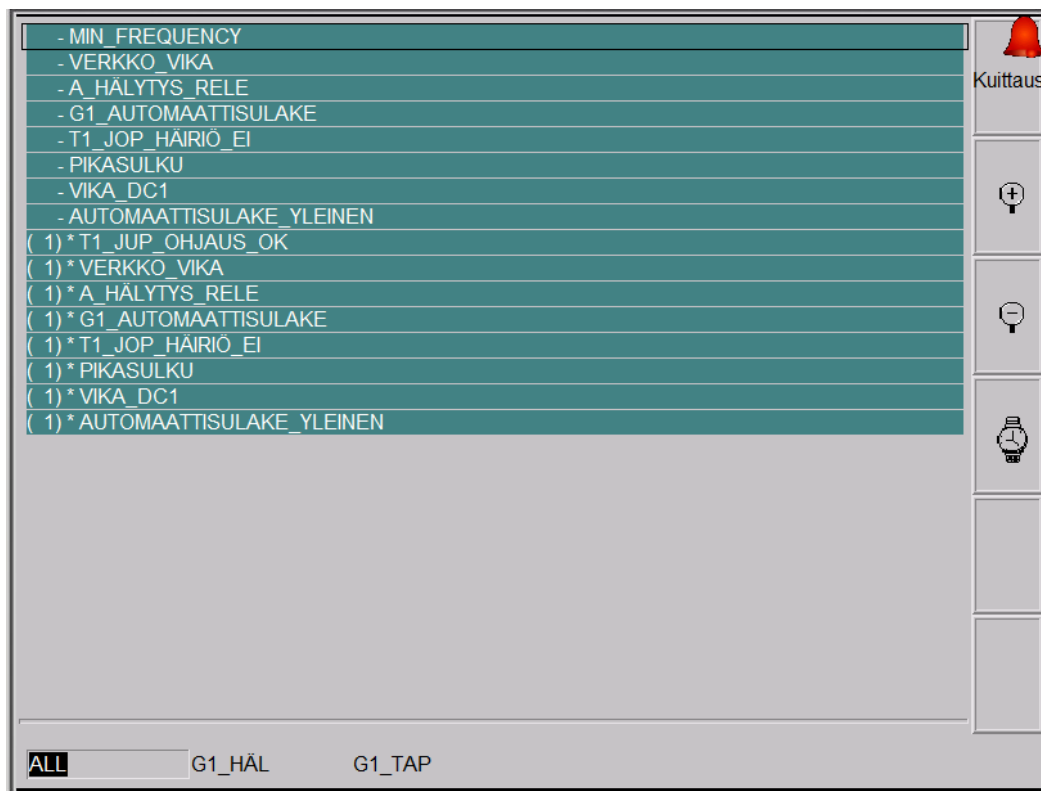 - MIN_FREQUENCY
- VERKKO_VIKA
- A_HÄLYTYS_RELE
- G1_AUTOMAATTISULAKE
- T1_JOP_HÄIRIÖ_EI
- PIKASULKU
- VIKA_DC1
- AUTOMAATTISULAKE_YLEINEN
( 1) * T1_JUP_OHJAUS_OK
( 1) * VERKKO_VIKA
( 1) * A_HÄLYTYS_RELE
( 1) * G1_AUTOMAATTISULAKE
( 1) * T1_JOP_HÄIRIÖ_EI
( 1) * PIKASULKU
( 1) * VIKA_DC1
( 1) * AUTOMAATTISULAKE_YLEINEN
Kuittaus
ALL G1_HÄL G1_TAP